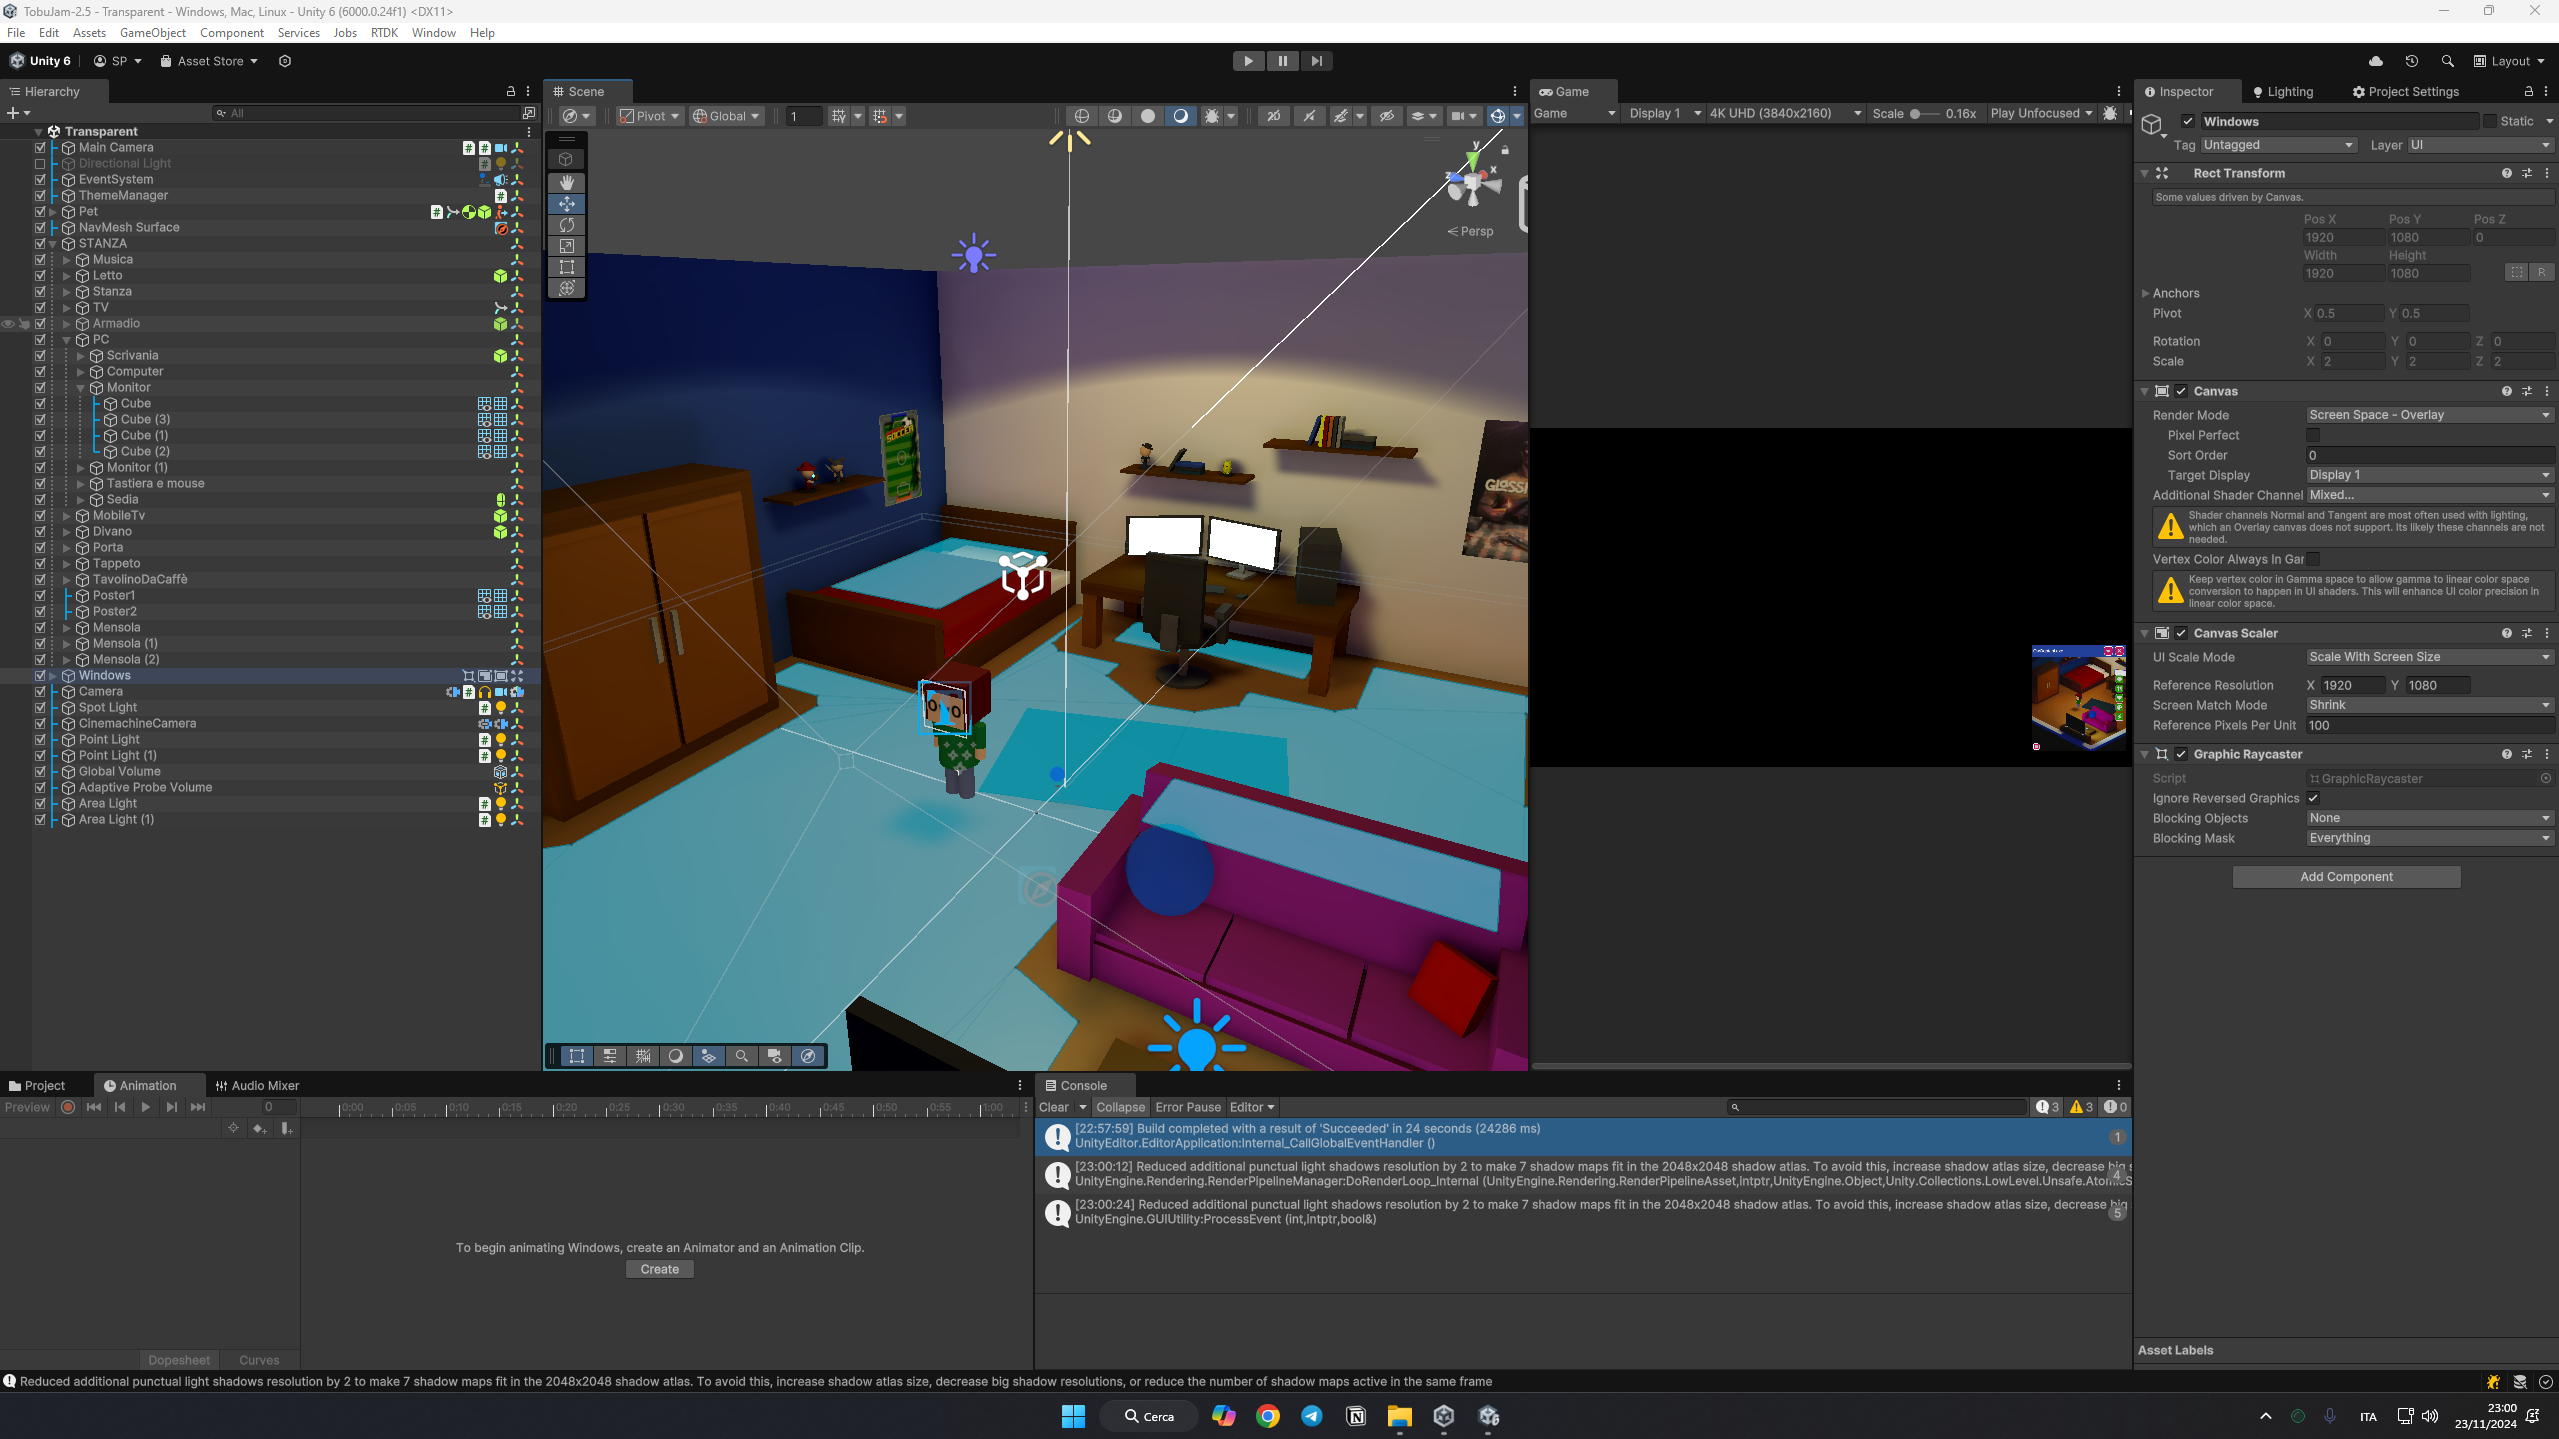 TobuJam-2.5 - Transparent - Windows, Mac, Linux - Unity 6 (6000.0.24f1) <DX11>
File Edit Assets GameObject Component Services Jobs RTDK Window Help
Unity 6 SP Asset Store Layout
Hierarchy
All
Transparent
Main Camera
Directional Light
EventSystem
ThemeManager
Pet
NavMesh Surface
STANZA
Musica
Letto
Stanza
TV
Armadio
PC
Scrivania
Computer
Monitor
Cube
Cube (3)
Cube (1)
Cube (2)
Monitor (1)
Tastiera e mouse
Sedia
MobileTv
Divano
Porta
Tappeto
TavolinoDaCaffè
Poster1
Poster2
Mensola
Mensola (1)
Mensola (2)
Windows
Camera
Spot Light
CinemachineCamera
Point Light
Point Light (1)
Global Volume
Adaptive Probe Volume
Area Light
Area Light (1)
Scene
Pivot Global 1 2D
y
x
z
Persp
SOCCER
Game
Game Display 1 4K UHD (3840x2160) Scale 0.16x Play Unfocused
Inspector Lighting Project Settings
Windows Static
Tag Untagged Layer UI
Rect Transform
Some values driven by Canvas.
Pos X Pos Y Pos Z
1920 1080 0
Width Height
1920 1080 R
Anchors
Pivot X 0.5 Y 0.5
Rotation X 0 Y 0 Z 0
Scale X 2 Y 2 Z 2
Canvas
Render Mode Screen Space - Overlay
Pixel Perfect
Sort Order 0
Target Display Display 1
Additional Shader Channel Mixed...
Shader channels Normal and Tangent are most often used with lighting, which an Overlay canvas does not support. Its likely these channels are not needed.
Vertex Color Always In Gar
Keep vertex color in Gamma space to allow gamma to linear color space conversion to happen in UI shaders. This will enhance UI color precision in linear color space.
Canvas Scaler
UI Scale Mode Scale With Screen Size
Reference Resolution X 1920 Y 1080
Screen Match Mode Shrink
Reference Pixels Per Unit 100
Graphic Raycaster
Script GraphicRaycaster
Ignore Reversed Graphics
Blocking Objects None
Blocking Mask Everything
Add Component
Asset Labels
Project Animation Audio Mixer
Preview 0 0:00 0:05 0:10 0:15 0:20 0:25 0:30 0:35 0:40 0:45 0:50 0:55 1:00
To begin animating Windows, create an Animator and an Animation Clip.
Create
Dopesheet Curves
Console
Clear Collapse Error Pause Editor 3 3 0
[22:57:59] Build completed with a result of 'Succeeded' in 24 seconds (24286 ms)
UnityEditor.EditorApplication:Internal_CallGlobalEventHandler ()
1
[23:00:12] Reduced additional punctual light shadows resolution by 2 to make 7 shadow maps fit in the 2048x2048 shadow atlas. To avoid this, increase shadow atlas size, decrease big s
UnityEngine.Rendering.RenderPipelineManager:DoRenderLoop_Internal (UnityEngine.Rendering.RenderPipelineAsset,intptr,UnityEngine.Object,Unity.Collections.LowLevel.Unsafe.AtomicS
4
[23:00:24] Reduced additional punctual light shadows resolution by 2 to make 7 shadow maps fit in the 2048x2048 shadow atlas. To avoid this, increase shadow atlas size, decrease big
UnityEngine.GUIUtility:ProcessEvent (int,intptr,bool&)
5
Reduced additional punctual light shadows resolution by 2 to make 7 shadow maps fit in the 2048x2048 shadow atlas. To avoid this, increase shadow atlas size, decrease big shadow resolutions, or reduce the number of shadow maps active in the same frame
Cerca
ITA
23:00
23/11/2024